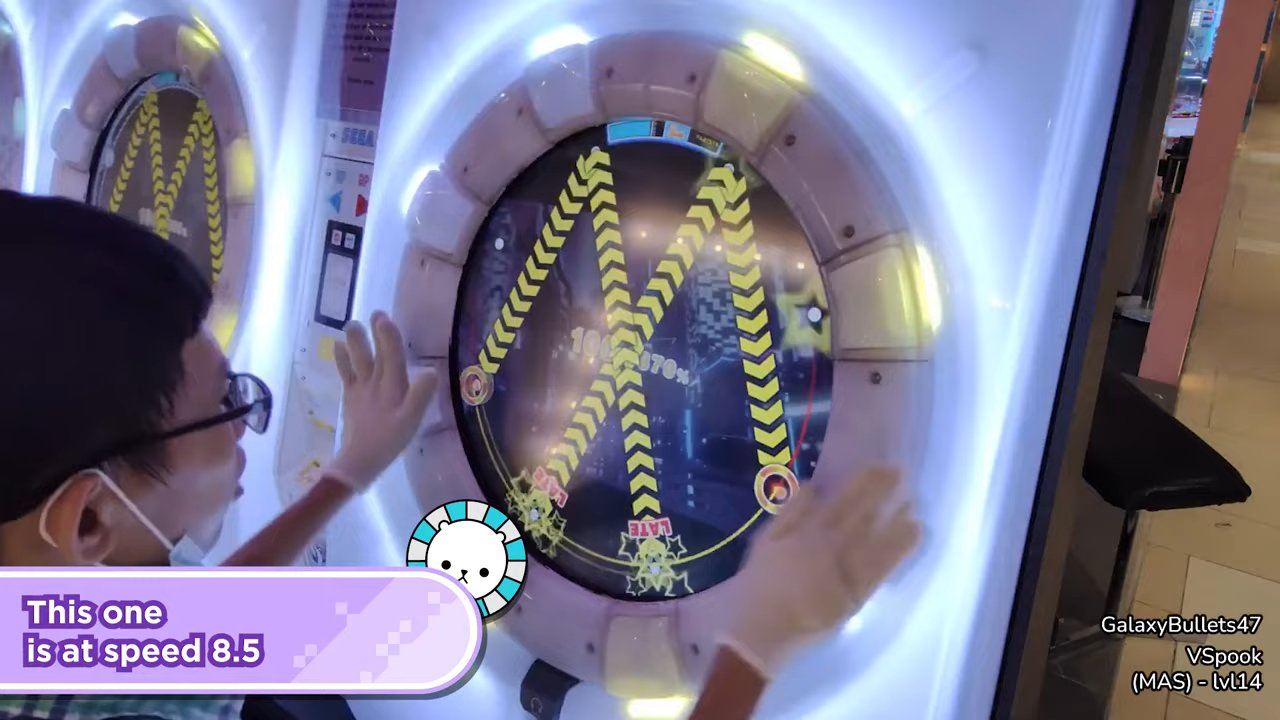 SEGA
LATE
LATE
This one
is at speed 8.5
GalaxyBullets47
VSpook
(MAS) - lvl14